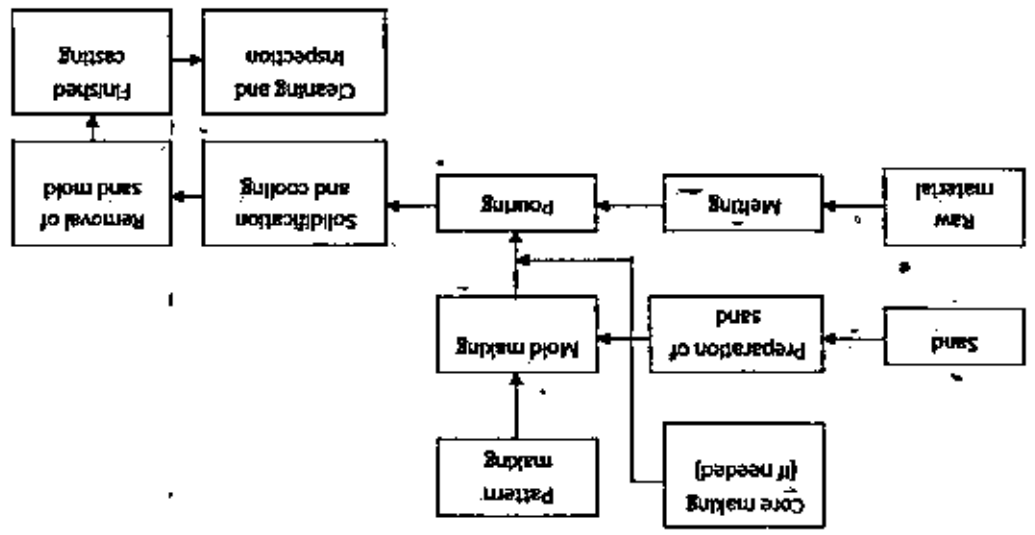 Core making
(if needed)
Pattern
making
Sand
Preparation of
sand
Mold making
Raw
material
Melting
Pouring
Solidification
and cooling
Removal of
sand mold
Cleaning and
inspection
Finished
casting